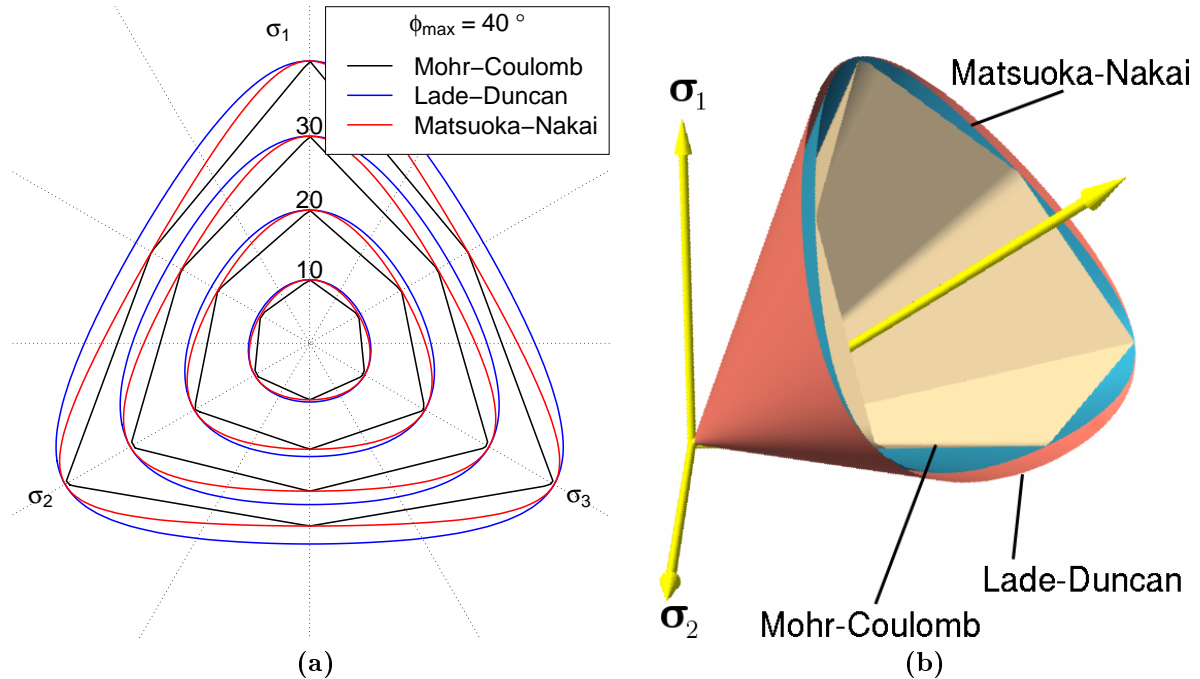 ϕmax = 40 °
Mohr−Coulomb
Lade−Duncan
Matsuoka−Nakai
σ1
30
20
10
σ2
σ3
(a)
σ1
Matsuoka-Nakai
Lade-Duncan
σ2
Mohr-Coulomb
(b)